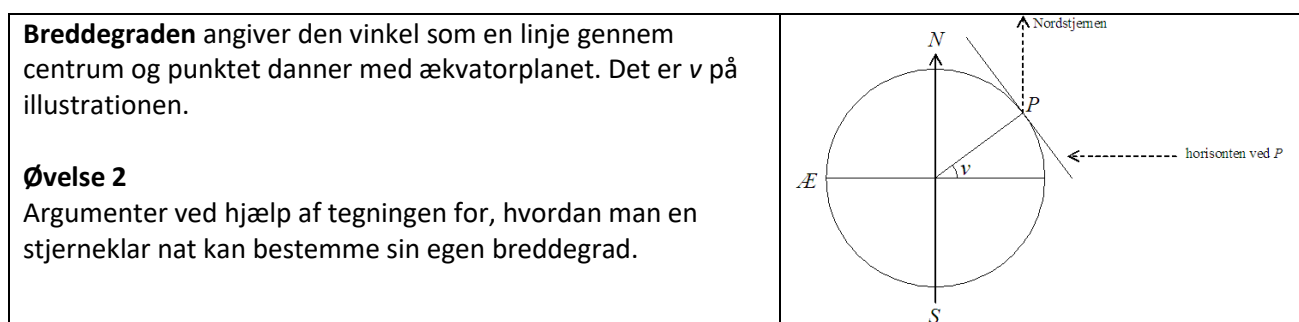 Breddegraden angiver den vinkel som en linje gennem
centrum og punktet danner med ækvatorplanet. Det er v på
illustrationen.
Øvelse 2
Argumenter ved hjælp af tegningen for, hvordan man en
stjerneklar nat kan bestemme sin egen breddegrad.
Nordstjernen
N
P
horisonten ved P
v
Æ
S